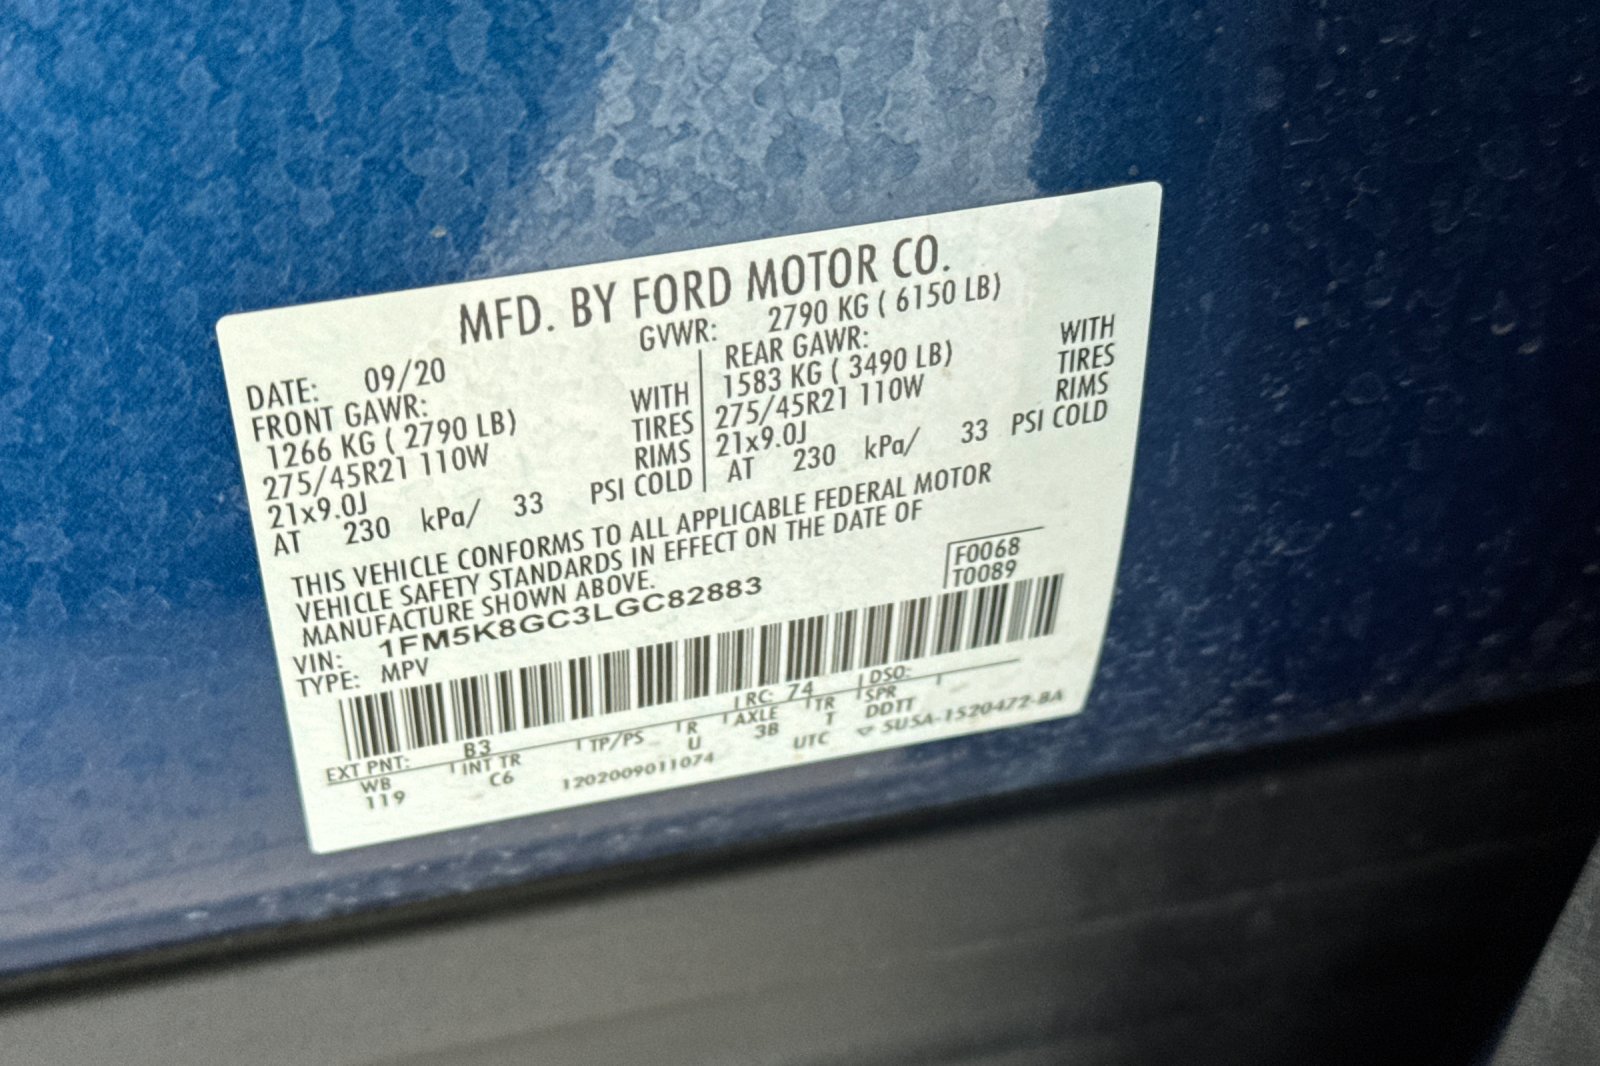 MFD. BY FORD MOTOR CO.
DATE: 09/20 GVWR: 2790 KG ( 6150 LB)
FRONT GAWR: REAR GAWR:
1266 KG ( 2790 LB) WITH 1583 KG ( 3490 LB) WITH
275/45R21 110W TIRES 275/45R21 110W TIRES
21x9.0J RIMS 21x9.0J RIMS
AT 230 kPa/ 33 PSI COLD AT 230 kPa/ 33 PSI COLD
THIS VEHICLE CONFORMS TO ALL APPLICABLE FEDERAL MOTOR
VEHICLE SAFETY STANDARDS IN EFFECT ON THE DATE OF
MANUFACTURE SHOWN ABOVE.
F0068
T0089
VIN: 1FM5K8GC3LGC82883
TYPE: MPV
EXT PNT: B3 RC: 74 DSO:
WB INT TR TP/PS R AXLE TR SPR
119 C6 U 3B T DDTT
1202009011074 UTC ▽ 5USA-1520472-BA